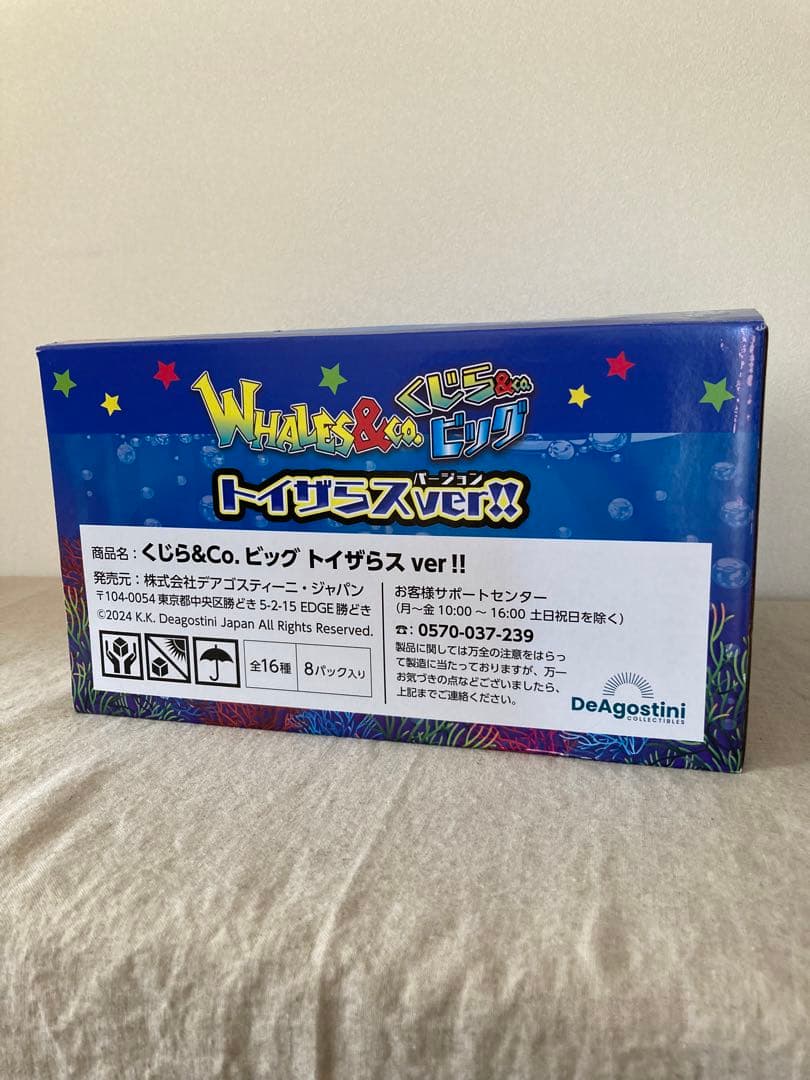 WHALES&CO. くじら&CO. ビッグ
バージョン
トイザらスver!!
商品名：くじら&Co. ビッグ トイザらス ver !!
発売元：株式会社デアゴスティーニ・ジャパン
〒104-0054 東京都中央区勝どき 5-2-15 EDGE 勝どき
©2024 K.K. Deagostini Japan All Rights Reserved.
全16種
8パック入り
お客様サポートセンター
（月～金 10:00 ～ 16:00 土日祝日を除く）
☎：0570-037-239
製品に関しては万全の注意をはらっ
て製造に当たっておりますが、万一
お気づきの点などございましたら、
上記までご連絡ください。
DeAgostini
COLLECTIBLES